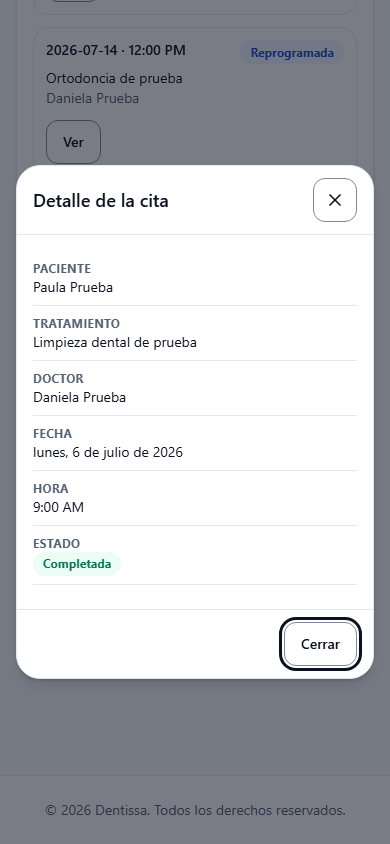 2026-07-14 · 12:00 PM
Reprogramada
Ortodoncia de prueba
Daniela Prueba
Ver
Detalle de la cita
PACIENTE
Paula Prueba
TRATAMIENTO
Limpieza dental de prueba
DOCTOR
Daniela Prueba
FECHA
lunes, 6 de julio de 2026
HORA
9:00 AM
ESTADO
Completada
Cerrar
© 2026 Dentissa. Todos los derechos reservados.